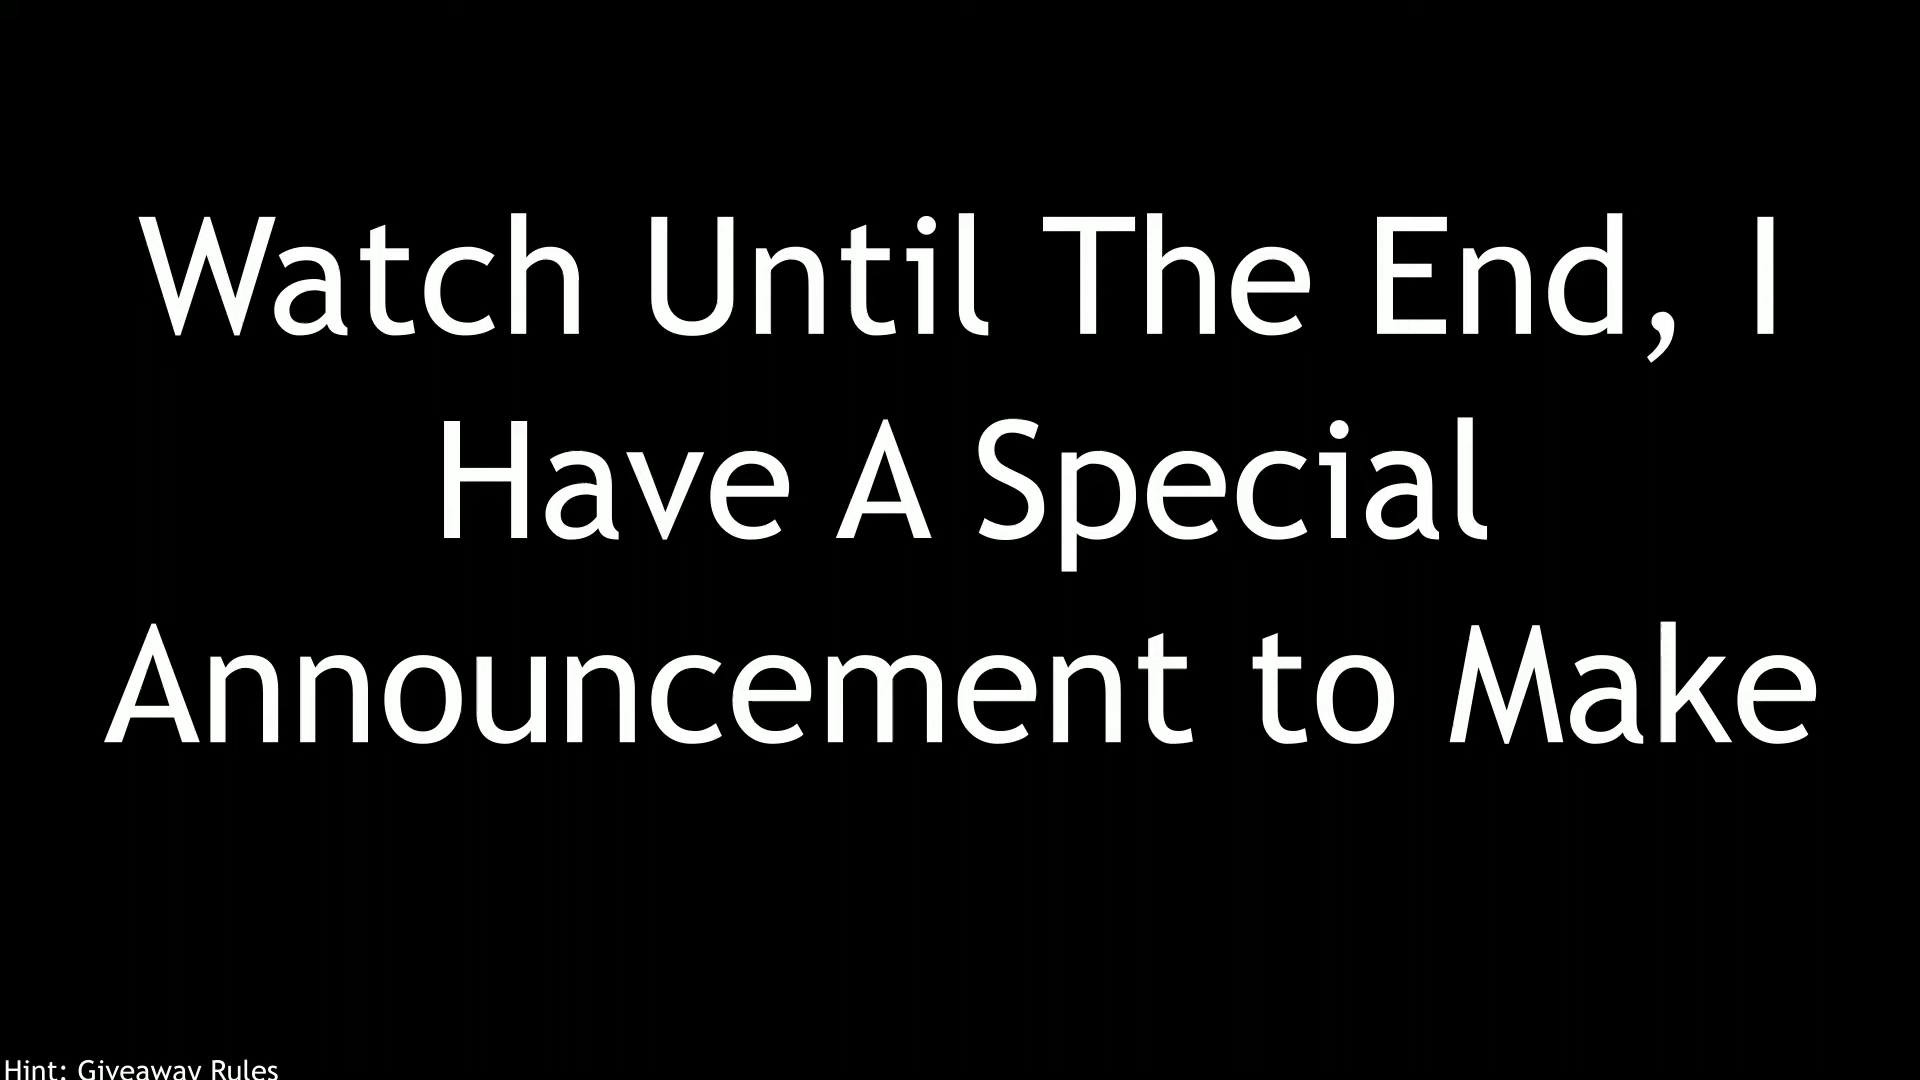 Watch Until The End, I
Have A Special
Announcement to Make
Hint: Giveaway Rules